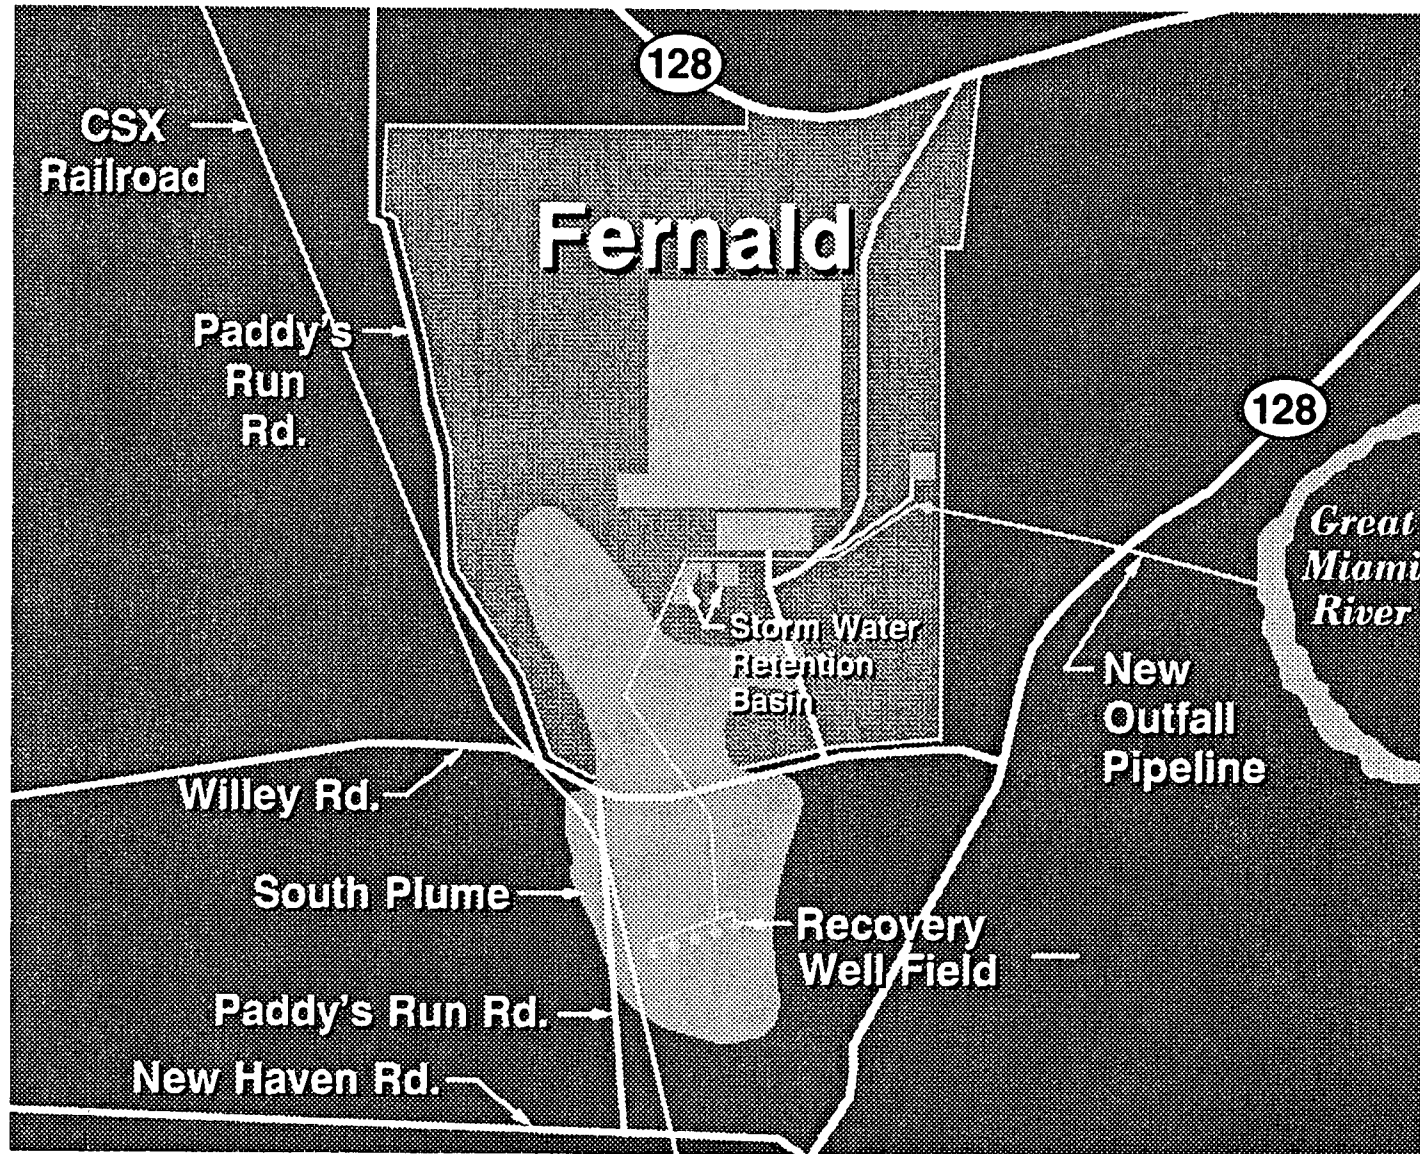 128
CSX
Railroad
Fernald
Paddy's
Run
Rd.
128
Great
Miami
River
Storm Water
Retention
Basin
New
Outfall
Pipeline
Willey Rd.
South Plume
Recovery
Well Field
Paddy's Run Rd.
New Haven Rd.